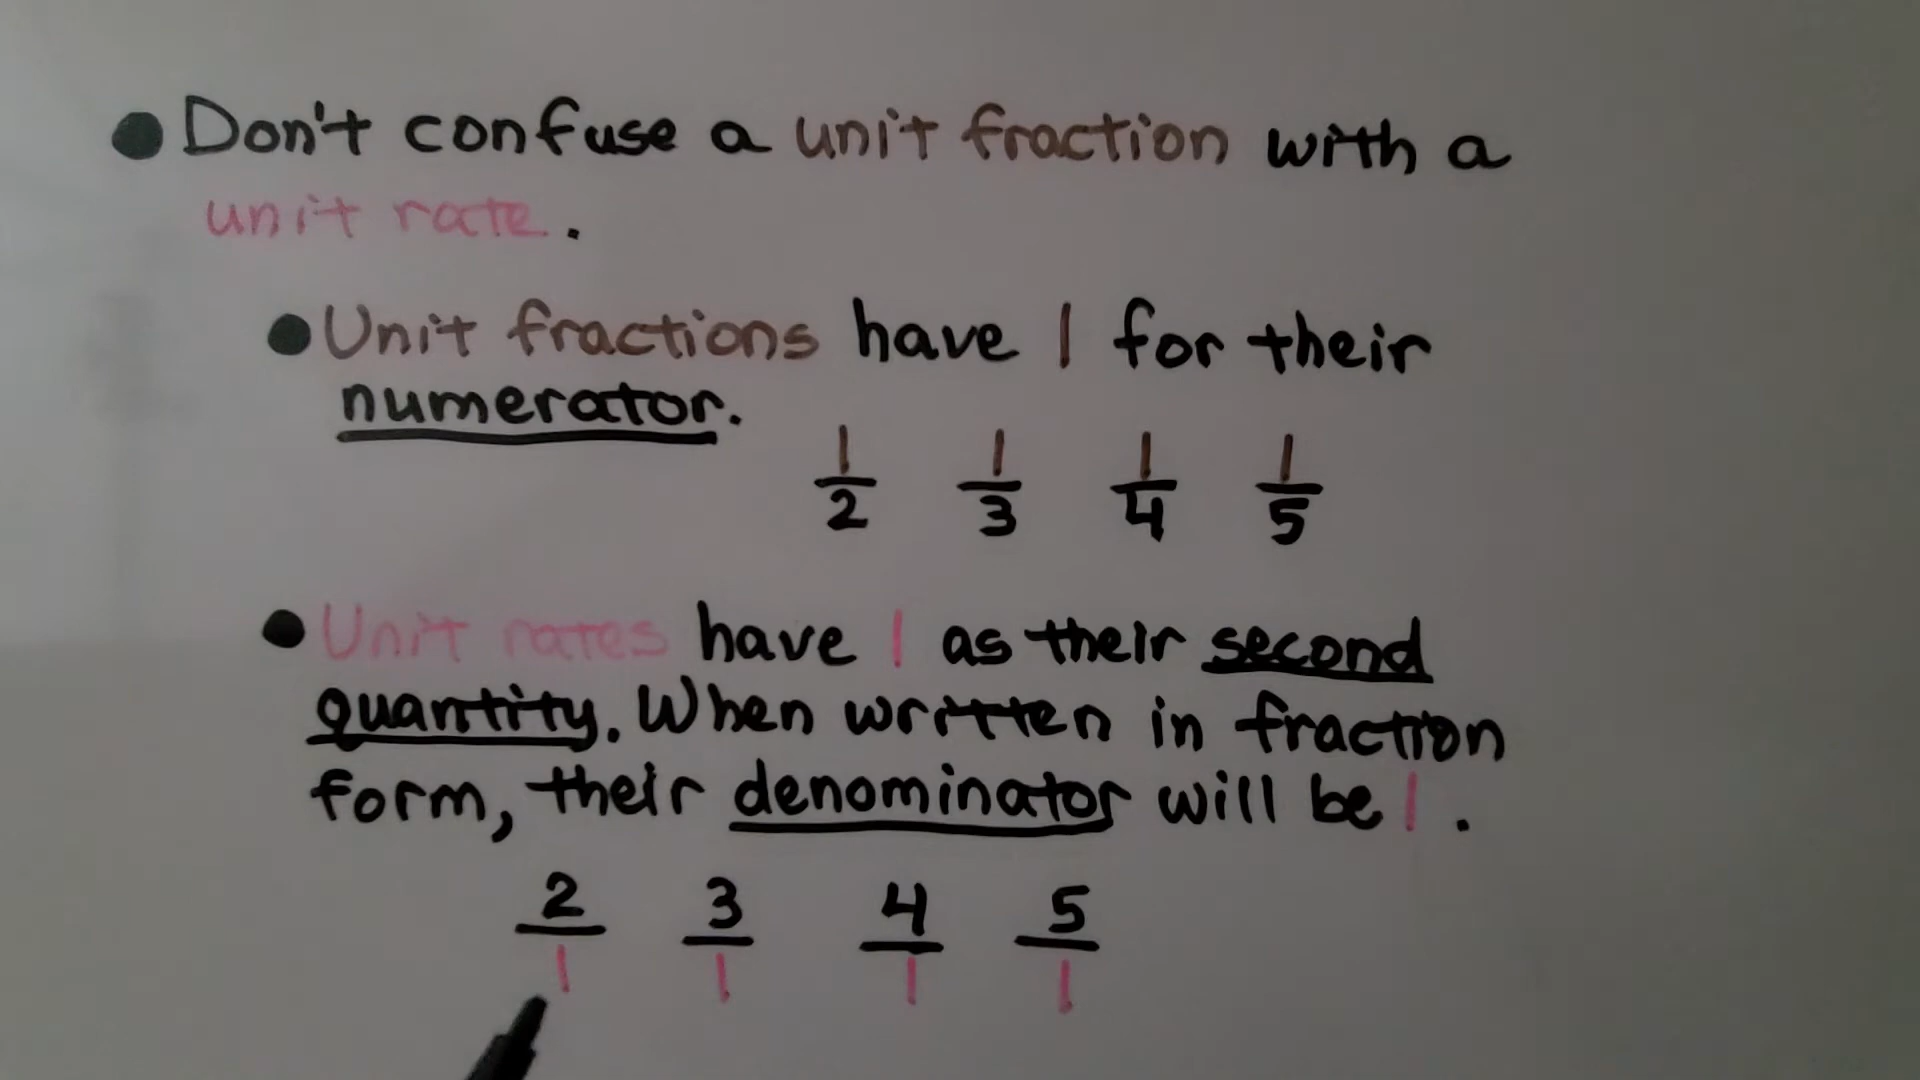 • Don't confuse a unit fraction with a
unit rate.
• Unit fractions have 1 for their
numerator.
1/2 1/3 1/4 1/5
• Unit rates have 1 as their second
quantity. When written in fraction
form, their denominator will be 1.
2/1 3/1 4/1 5/1